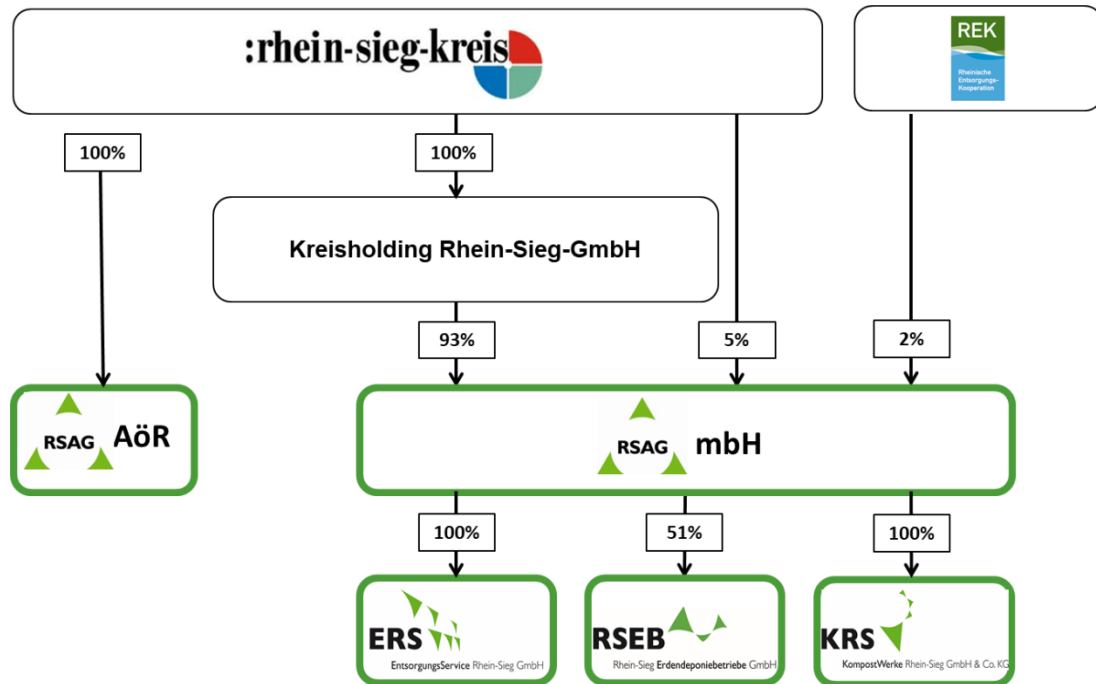 :rhein-sieg-kreis
REK
Rheinische
Entsorgungs-
Kooperation
100%
100%
Kreisholding Rhein-Sieg-GmbH
93%
5%
2%
RSAG AöR
RSAG mbH
100%
51%
100%
ERS
EntsorgungsService Rhein-Sieg GmbH
RSEB
Rhein-Sieg Erdendeponiebetriebe GmbH
KRS
KompostWerke Rhein-Sieg GmbH & Co. KG